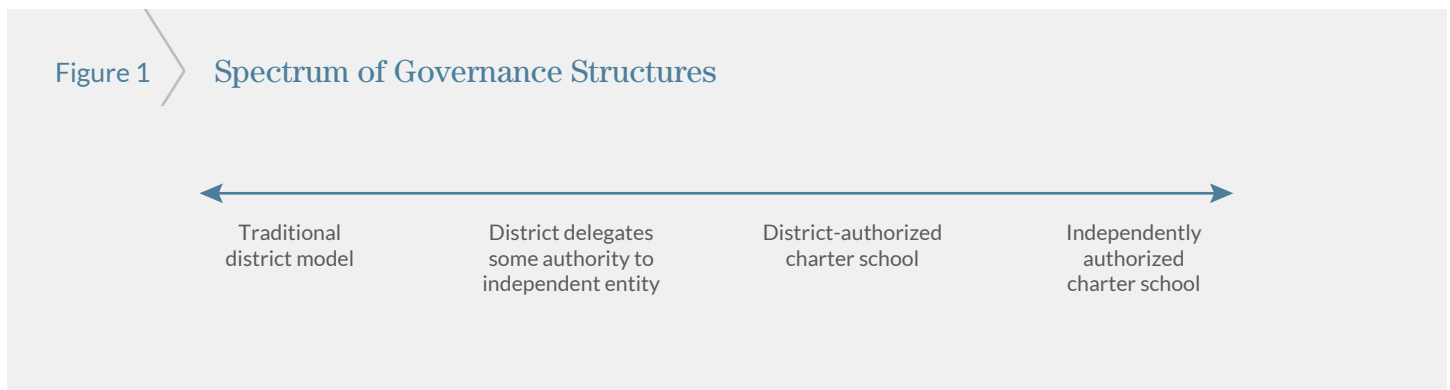 Figure 1
Spectrum of Governance Structures
Traditional
district model
District delegates
some authority to
independent entity
District-authorized
charter school
Independently
authorized
charter school